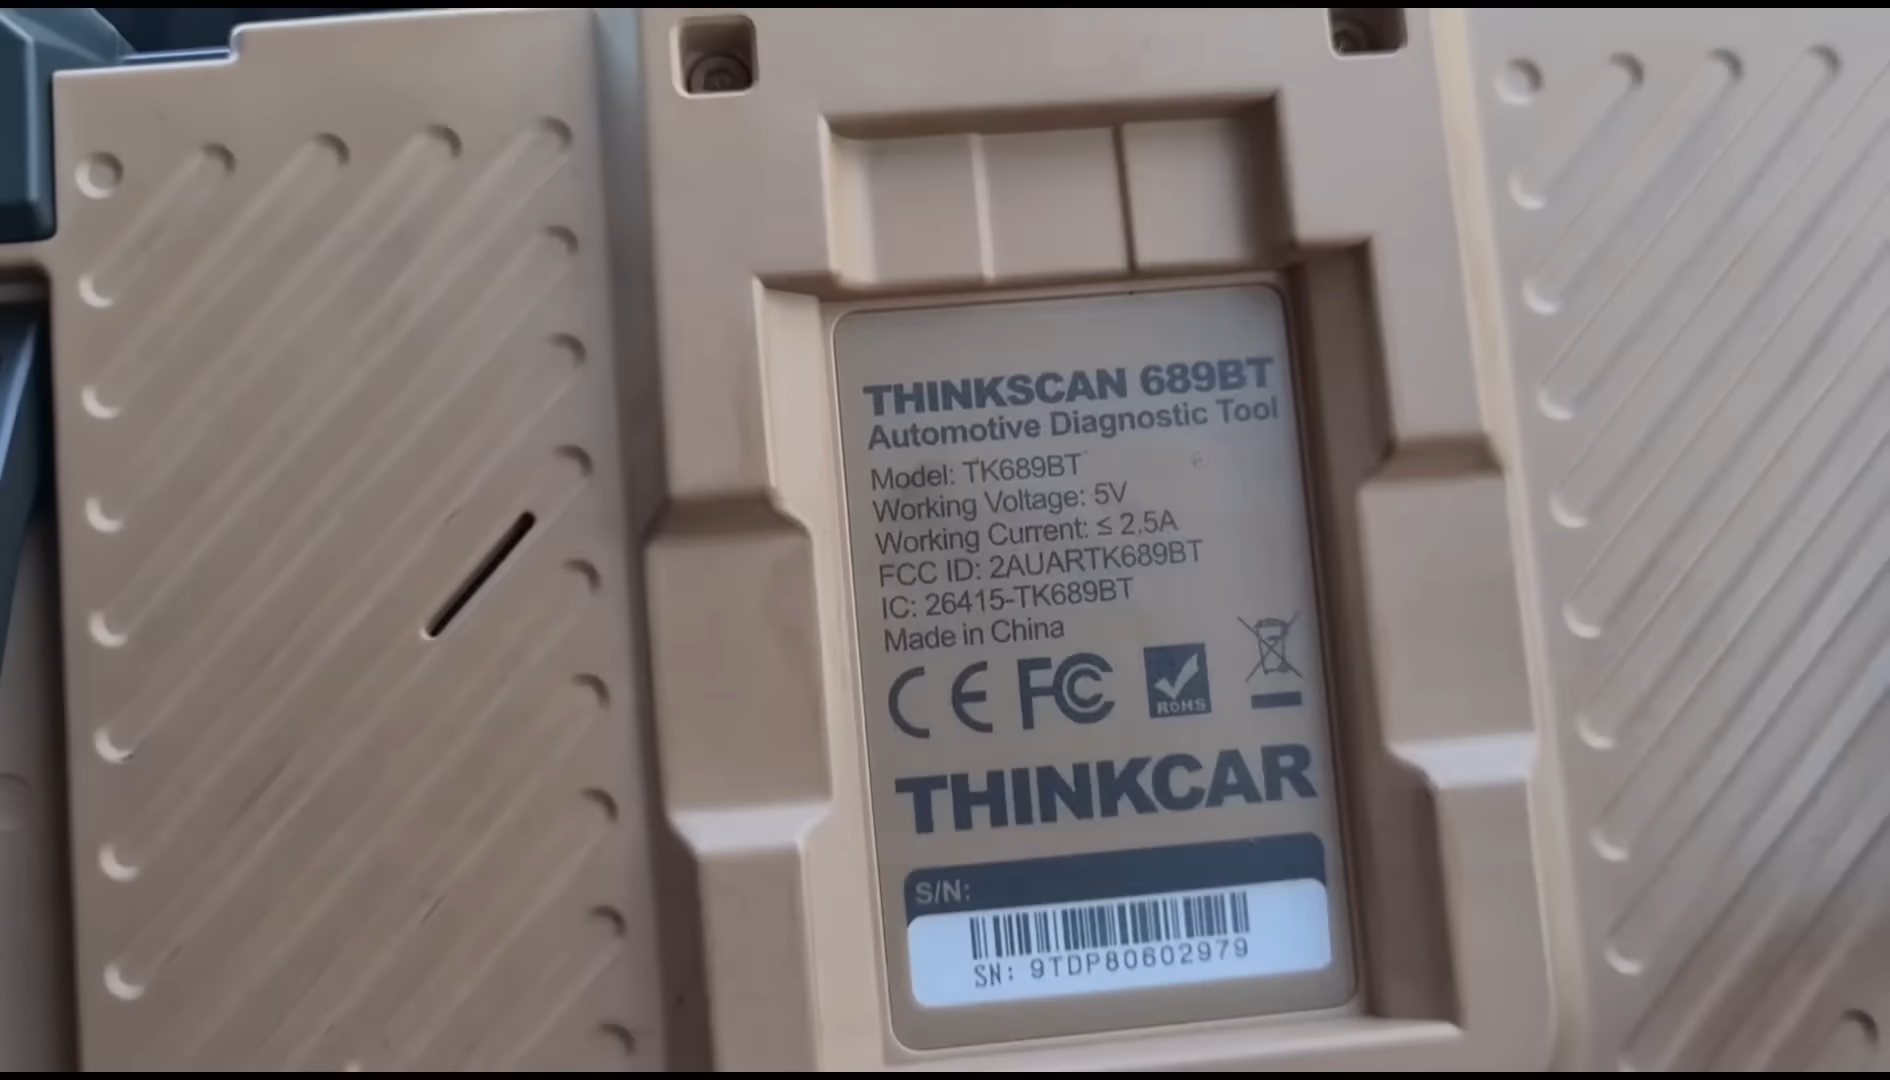 THINKSCAN 689BT
Automotive Diagnostic Tool
Model: TK689BT
Working Voltage: 5V
Working Current: ≤ 2.5A
FCC ID: 2AUARTK689BT
IC: 26415-TK689BT
Made in China
CE FC RoHS
THINKCAR
S/N:
SN: 9TDP80602979